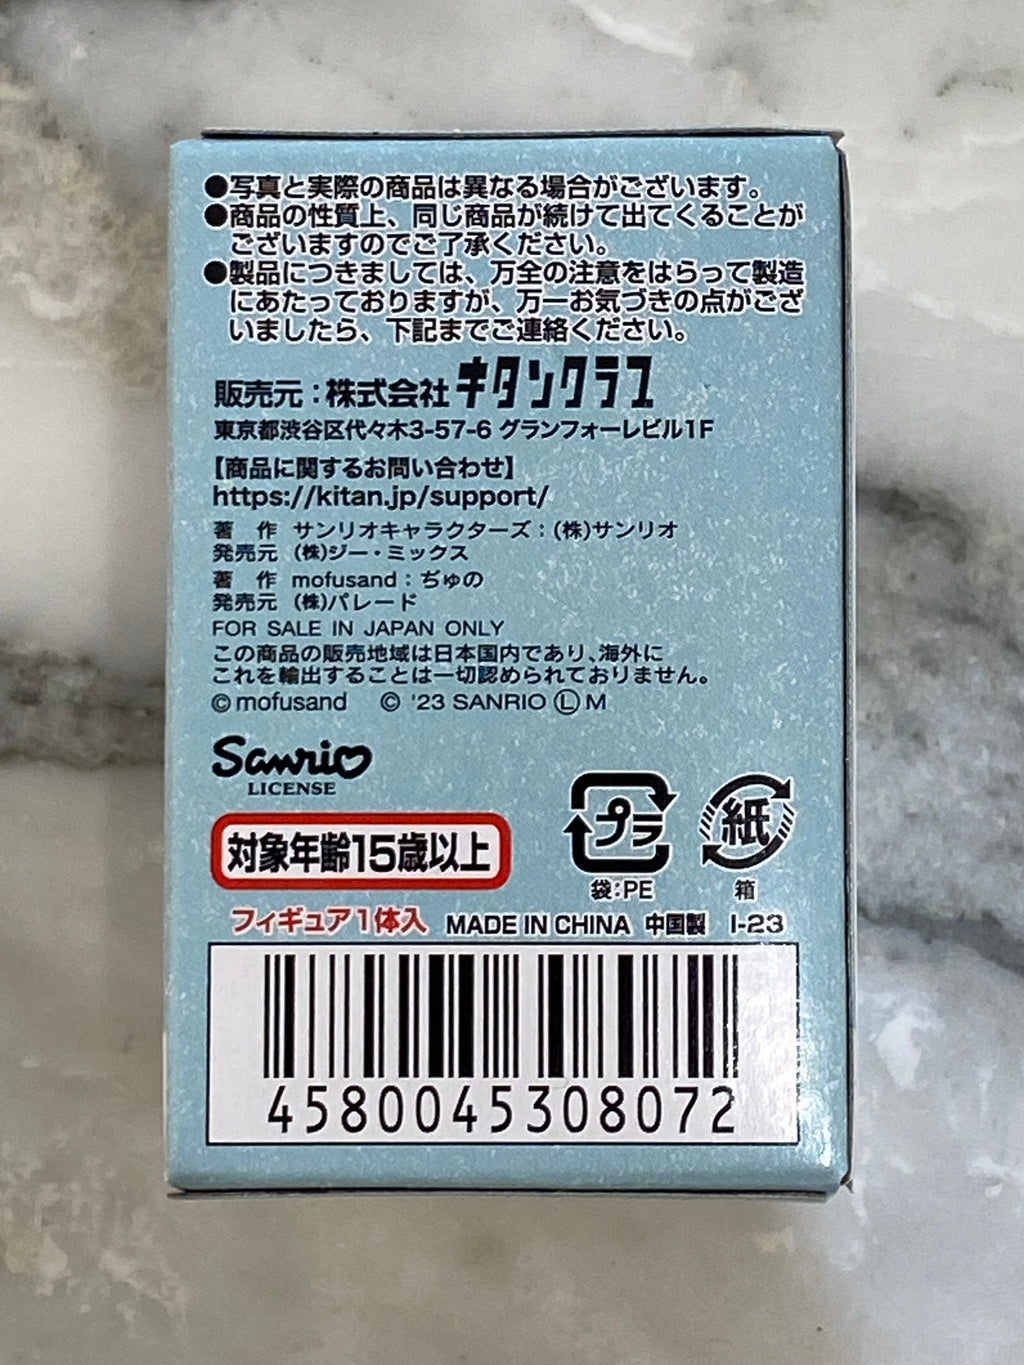 ●写真と実際の商品は異なる場合がございます。
●商品の性質上、同じ商品が続けて出てくることが
ございますのでご了承ください。
●製品につきましては、万全の注意をはらって製造
にあたっておりますが、万一お気づきの点がござ
いましたら、下記までご連絡ください。
販売元：株式会社キタンクラブ
東京都渋谷区代々木3-57-6 グランフォーレビル1F
【商品に関するお問い合わせ】
https://kitan.jp/support/
著　作　サンリオキャラクターズ：(株)サンリオ
発売元　(株)ジー・ミックス
著　作　mofusand：ぢゅの
発売元　(株)パレード
FOR SALE IN JAPAN ONLY
この商品の販売地域は日本国内であり、海外に
これを輸出することは一切認められておりません。
©mofusand　© '23 SANRIO Ⓛ M
Sanrio
LICENSE
プラ 紙
対象年齢15歳以上
袋：PE 箱
フィギュア1体入 MADE IN CHINA 中国製 I-23
4580045308072